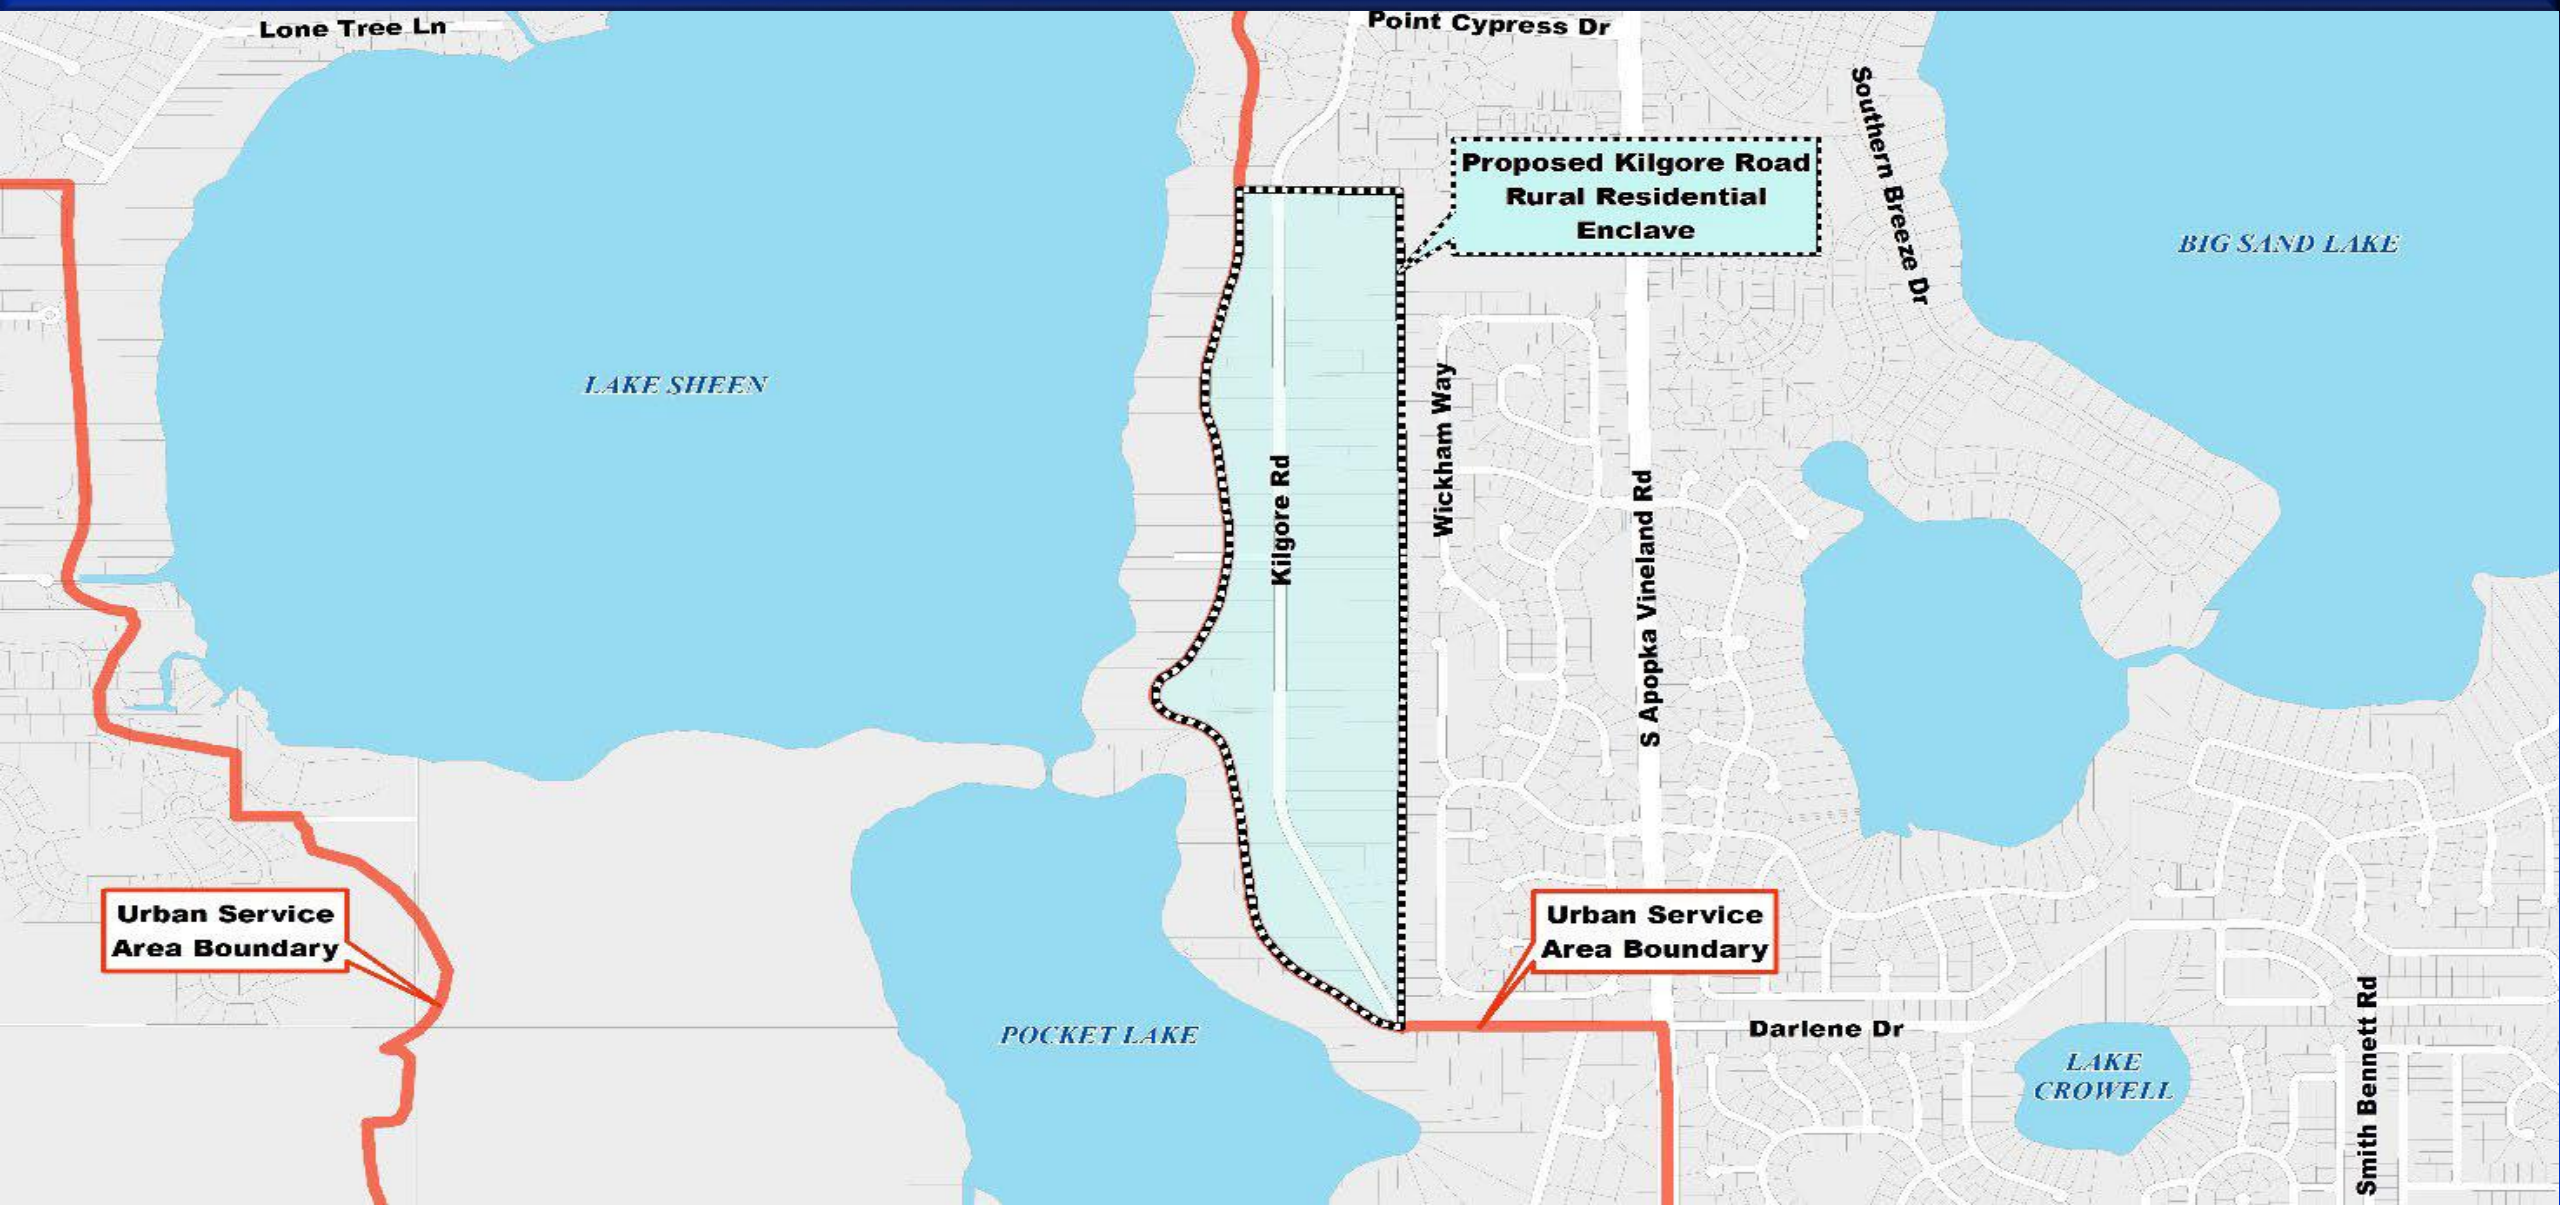 Lone Tree Ln
Point Cypress Dr
Southern Breeze Dr
Proposed Kilgore Road
Rural Residential
Enclave
BIG SAND LAKE
LAKE SHEEN
Wickham Way
Kilgore Rd
S Apopka Vineland Rd
Urban Service
Area Boundary
Urban Service
Area Boundary
POCKET LAKE
Darlene Dr
LAKE
CROWELL
Smith Bennett Rd